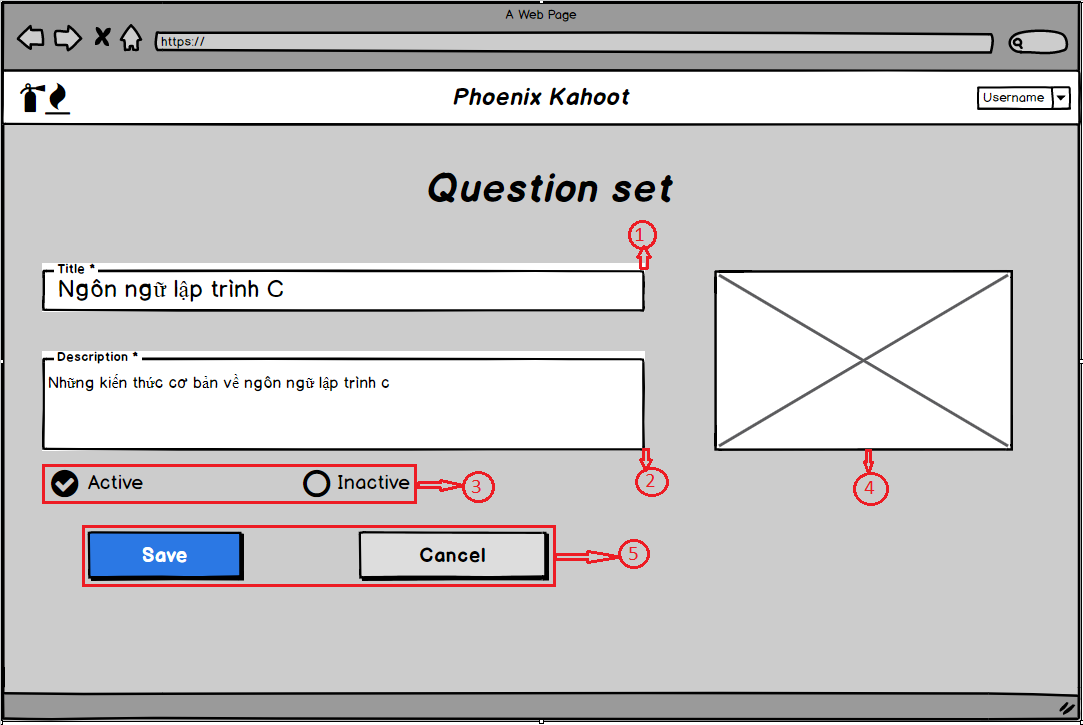 A Web Page
https://
Phoenix Kahoot
Username
Question set
1
Title *
Ngôn ngữ lập trình C
Description *
Những kiến thức cơ bản về ngôn ngữ lập trình c
2
Active
Inactive
3
4
Save
Cancel
5